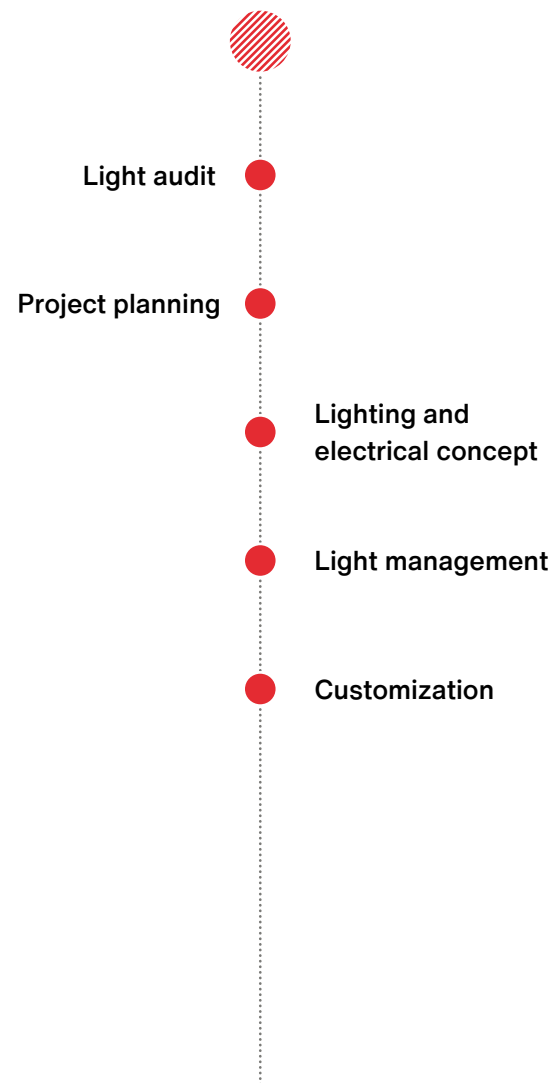 Light audit
Project planning
Lighting and
electrical concept
Light management
Customization